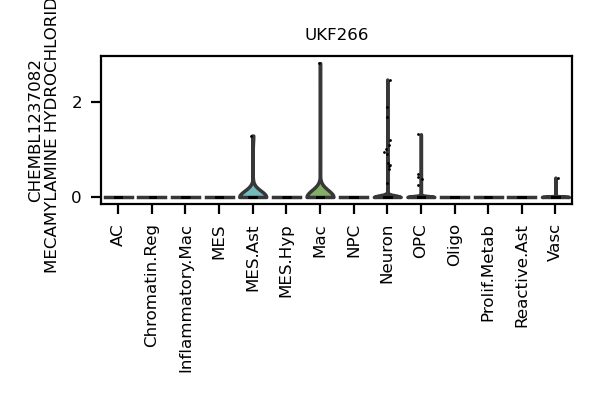 UKF266
CHEMBL1237082
MECAMYLAMINE HYDROCHLORID
2
0
AC
Chromatin.Reg
Inflammatory.Mac
MES
MES.Ast
MES.Hyp
Mac
NPC
Neuron
OPC
Oligo
Prolif.Metab
Reactive.Ast
Vasc